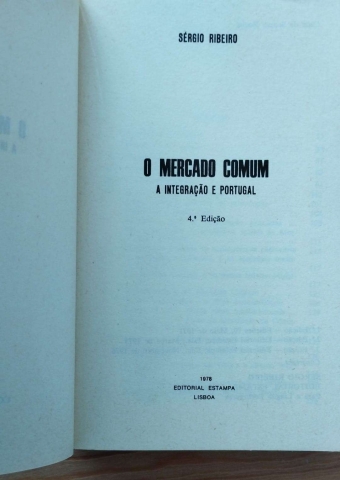 SÉRGIO RIBEIRO
O MERCADO COMUM
A INTEGRAÇÃO E PORTUGAL
4.ª Edição
1978
EDITORIAL ESTAMPA
LISBOA